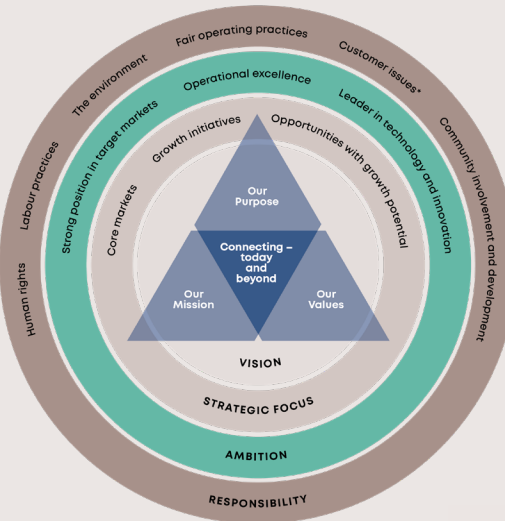 Fair operating practices
Customer issues*
The environment
Community involvement and development
Labour practices
Human rights
Operational excellence
Strong position in target markets
Leader in technology and innovation
Growth initiatives
Opportunities with growth potential
Core markets
Our
Purpose
Connecting –
today
and
beyond
Our
Mission
Our
Values
VISION
STRATEGIC FOCUS
AMBITION
RESPONSIBILITY